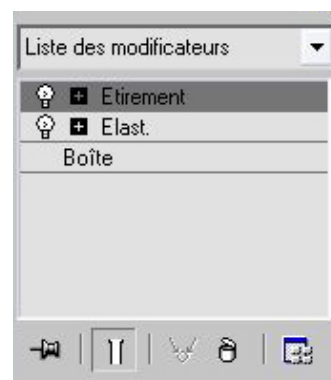 Liste des modificateurs
Etirement
Elast.
Boîte